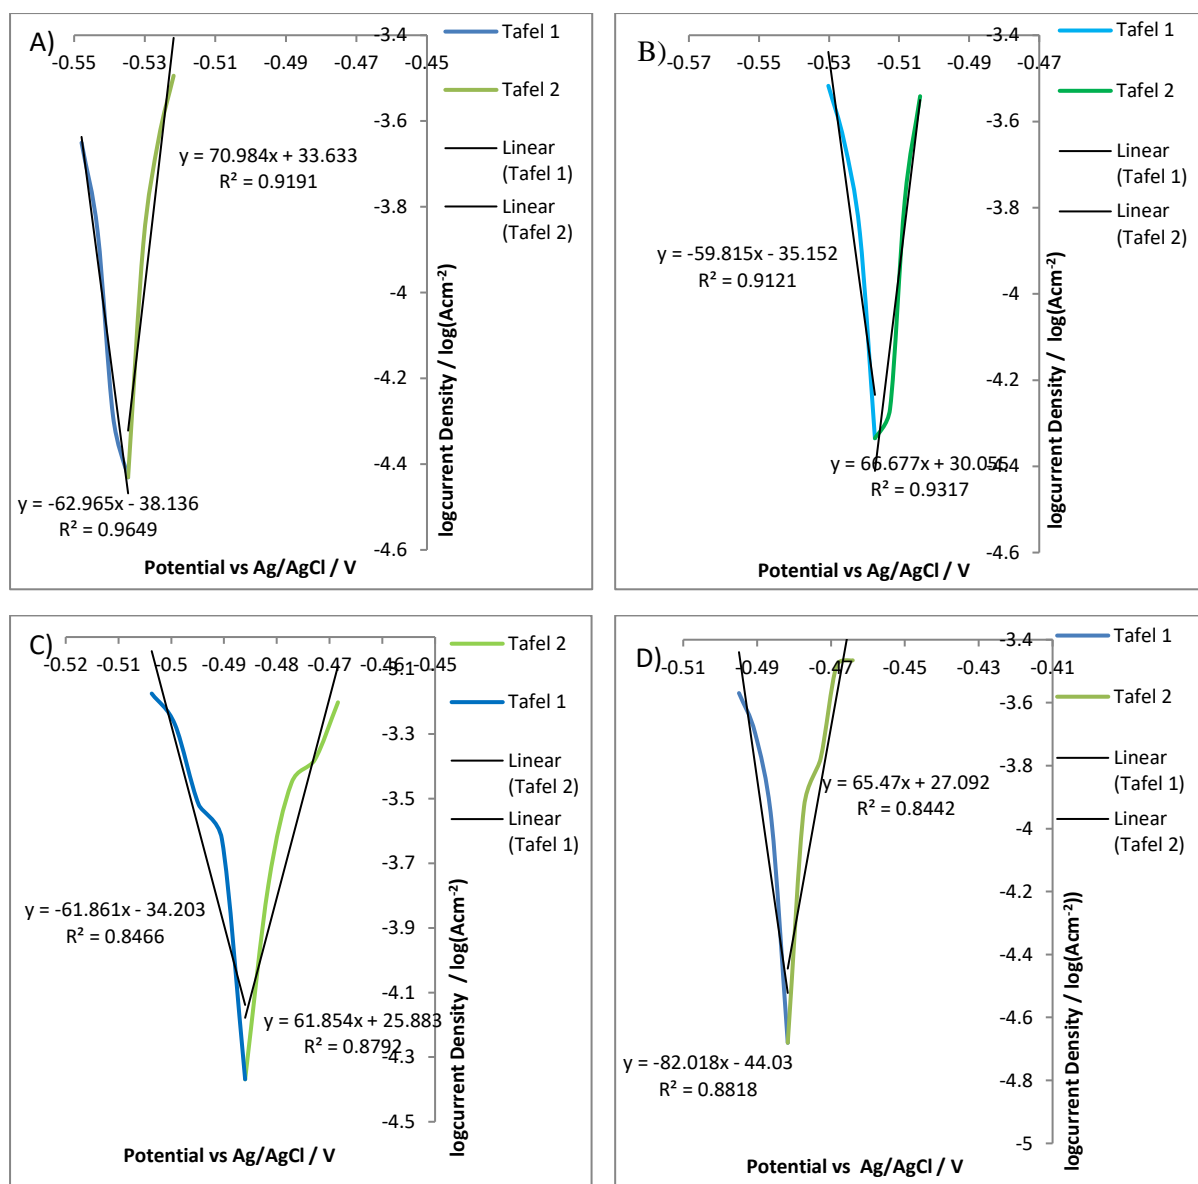 A)
-0.55
-0.53
-0.51
-0.49
-0.47
-0.45
-3.4
-3.6
-3.8
-4
-4.2
-4.4
-4.6
Tafel 1
Tafel 2
Linear
(Tafel 1)
Linear
(Tafel 2)
y = 70.984x + 33.633
R² = 0.9191
y = -62.965x - 38.136
R² = 0.9649
logcurrent Density / log(Acm⁻²)
Potential vs Ag/AgCl / V
B)
-0.57
-0.55
-0.53
-0.51
-0.49
-0.47
-3.4
-3.6
-3.8
-4
-4.2
-4.4
-4.6
Tafel 1
Tafel 2
Linear
(Tafel 1)
Linear
(Tafel 2)
y = -59.815x - 35.152
R² = 0.9121
y = 66.677x + 30.055
R² = 0.9317
logcurrent Density / log(Acm⁻²)
Potential vs Ag/AgCl / V
C)
-0.52
-0.51
-0.5
-0.49
-0.48
-0.47
-0.46
-0.45
-3.1
-3.3
-3.5
-3.7
-3.9
-4.1
-4.3
-4.5
Tafel 2
Tafel 1
Linear
(Tafel 2)
Linear
(Tafel 1)
y = -61.861x - 34.203
R² = 0.8466
y = 61.854x + 25.883
R² = 0.8792
logcurrent Density / log(Acm⁻²)
Potential vs Ag/AgCl / V
D)
-0.51
-0.49
-0.47
-0.45
-0.43
-0.41
-3.4
-3.6
-3.8
-4
-4.2
-4.4
-4.6
-4.8
-5
Tafel 1
Tafel 2
Linear
(Tafel 1)
Linear
(Tafel 2)
y = 65.47x + 27.092
R² = 0.8442
y = -82.018x - 44.03
R² = 0.8818
logcurrent Density / log(Acm⁻²))
Potential vs Ag/AgCl / V